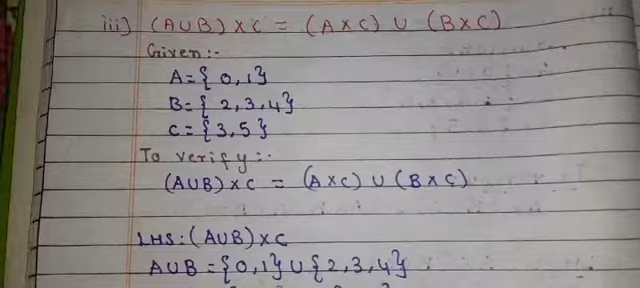 iii] (A∪B) × C = (A×C) ∪ (B×C)
Given:-
A={ 0,1}
B={ 2,3,4}
C={3,5}
To verify:-
(A∪B)×C = (A×C) ∪ (B×C)
LHS:(A∪B)×C
A∪B={0,1}∪{2,3,4}